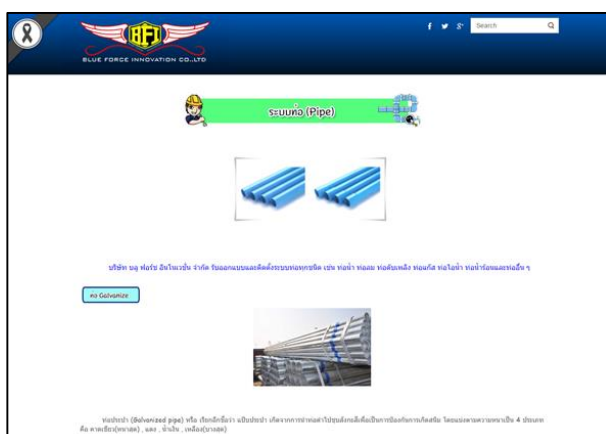 BFI
BLUE FORCE INNOVATION CO.,LTD
Search
ระบบท่อ (Pipe)
บริษัท บลู ฟอร์ซ อินโนเวชั่น จำกัด รับออกแบบและติดตั้งระบบท่อทุกชนิด เช่น ท่อน้ำ ท่อลม ท่อดับเพลิง ท่อแก๊ส ท่อไอน้ำ ท่อน้ำร้อนและท่ออื่น ๆ
ท่อ Galvanize
ท่อประปา (Galvanized pipe) หรือ เรียกอีกชื่อว่า แป๊บประปา เกิดจากการนำท่อดำไปชุบสังกะสีเพื่อเป็นการป้องกันการเกิดสนิม โดยแบ่งตามความหนาเป็น 4 ประเภท
คือ คาดเขียว(หนาสุด) , แดง , น้ำเงิน , เหลือง(บางสุด)